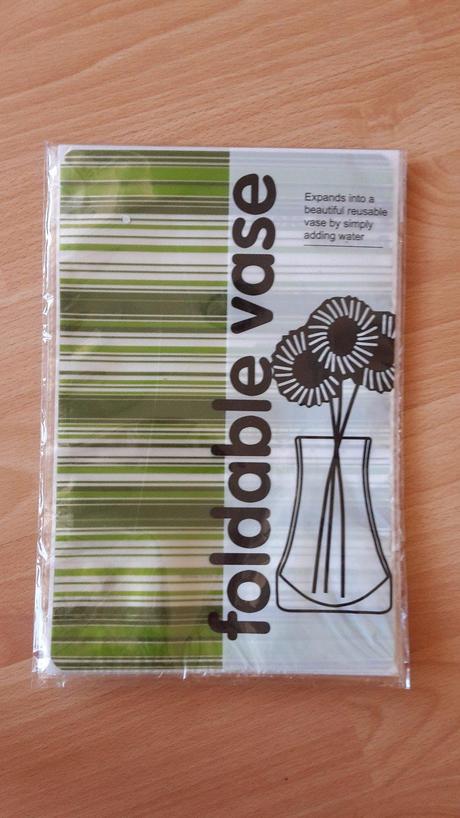 Expands into a
beautiful reusable
vase by simply
adding water
foldable vase